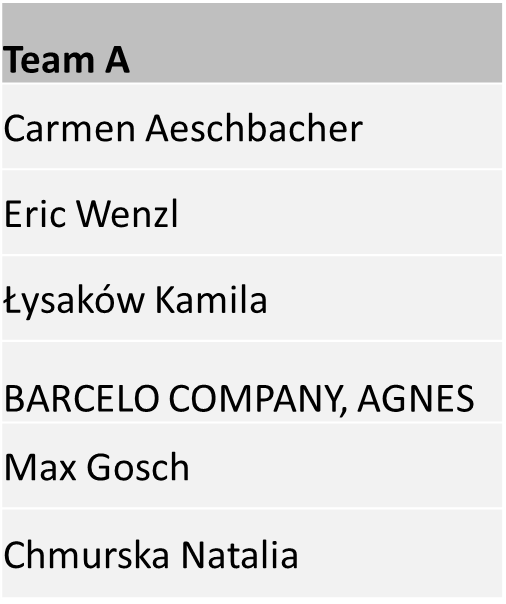 Team A
Carmen Aeschbacher
Eric Wenzl
Łysaków Kamila
BARCELO COMPANY, AGNES
Max Gosch
Chmurska Natalia